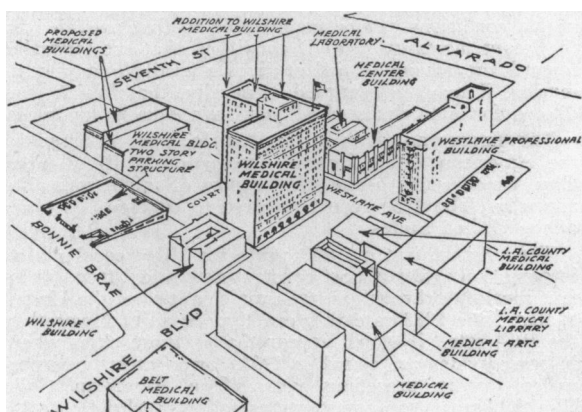 PROPOSED
MEDICAL
BUILDINGS
SEVENTH ST
ADDITION TO WILSHIRE
MEDICAL BUILDING
MEDICAL
LABORATORY
MEDICAL
CENTER
BUILDING
ALVARADO
WILSHIRE
MEDICAL BLDG.
TWO STORY
PARKING
STRUCTURE
WILSHIRE
MEDICAL
BUILDING
WESTLAKE PROFESSIONAL
BUILDING
COURT
WESTLAKE AVE
BONNIE BRAE
WILSHIRE
BUILDING
WILSHIRE BLVD
L.A. COUNTY
MEDICAL
BUILDING
L.A. COUNTY
MEDICAL
LIBRARY
MEDICAL ARTS
BUILDING
MEDICAL
BUILDING
BELT
MEDICAL
BUILDING